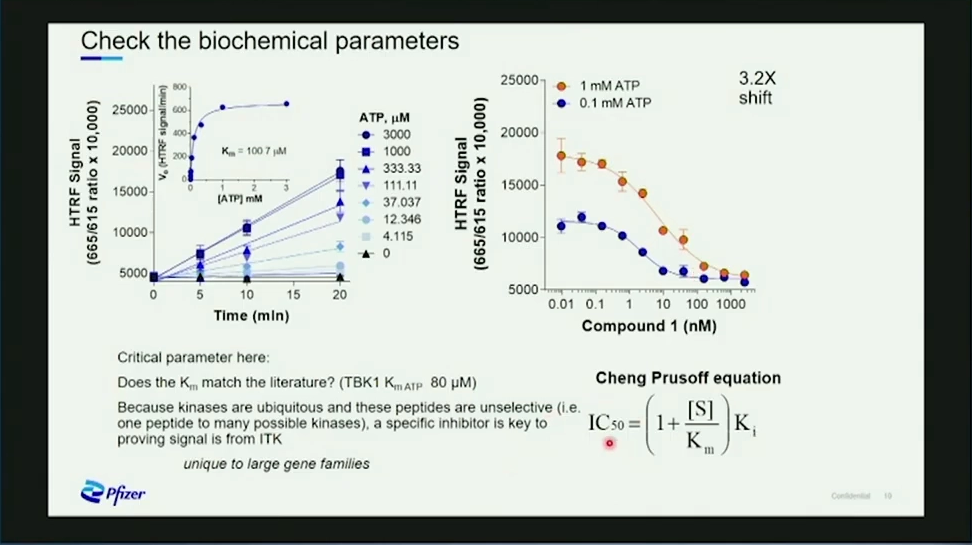 Check the biochemical parameters
HTRF Signal
(665/615 ratio x 10,000)
25000
20000
15000
10000
5000
0
5
10
15
20
Time (min)
V₀ (HTRF signal/min)
800
600
400
200
0
0
1
2
3
[ATP] mM
Kₘ = 100.7 µM
ATP, µM
3000
1000
333.33
111.11
37.037
12.346
4.115
0
HTRF Signal
(665/615 ratio x 10,000)
25000
20000
15000
10000
5000
1 mM ATP
0.1 mM ATP
0.01
0.1
1
10
100
1000
Compound 1 (nM)
3.2X
shift
Critical parameter here:
Does the Kₘ match the literature? (TBK1 Kₘ ATP 80 µM)
Because kinases are ubiquitous and these peptides are unselective (i.e.
one peptide to many possible kinases), a specific inhibitor is key to
proving signal is from ITK
unique to large gene families
Cheng Prusoff equation
IC₅₀ = (1 + [S]/Kₘ) Kᵢ
Pfizer
Confidential 19